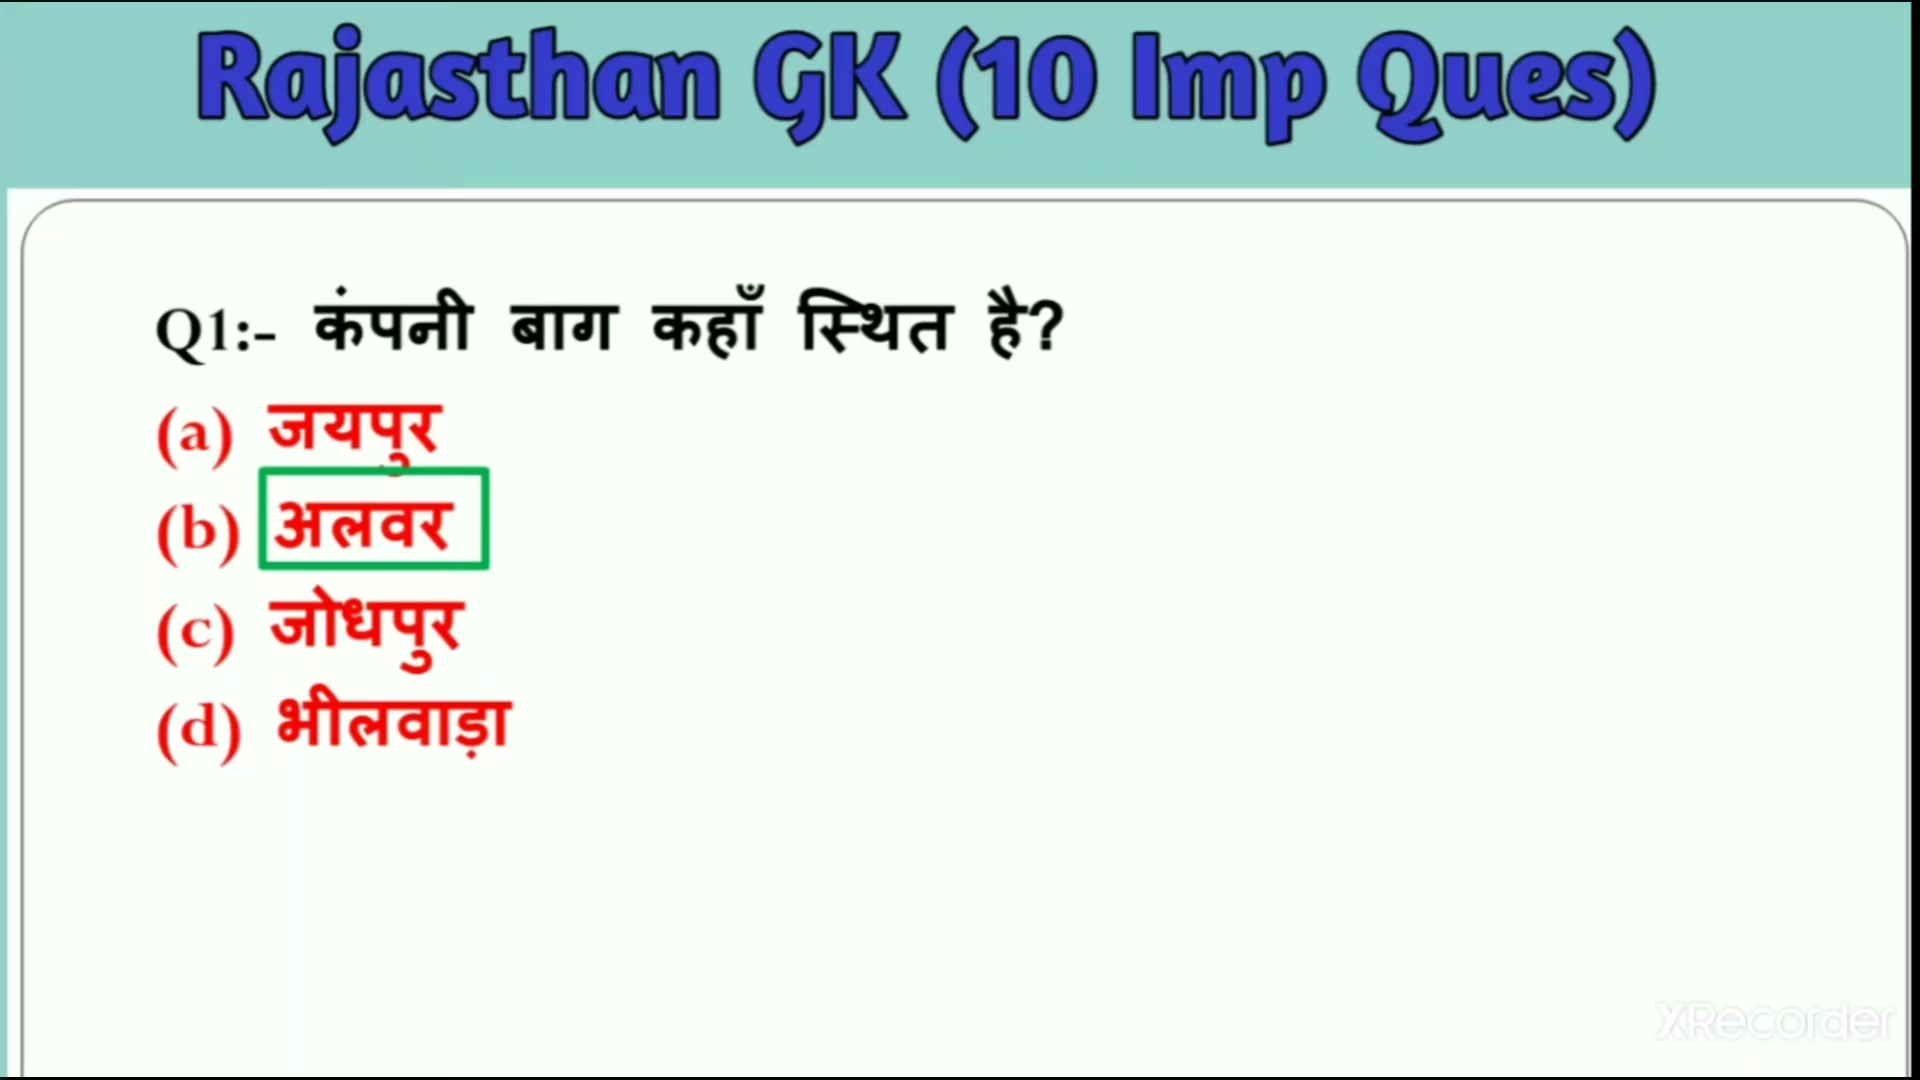 Rajasthan GK (10 Imp Ques)
Q1:- कंपनी बाग कहाँ स्थित है?
(a) जयपुर
(b) अलवर
(c) जोधपुर
(d) भीलवाड़ा
XRecorder